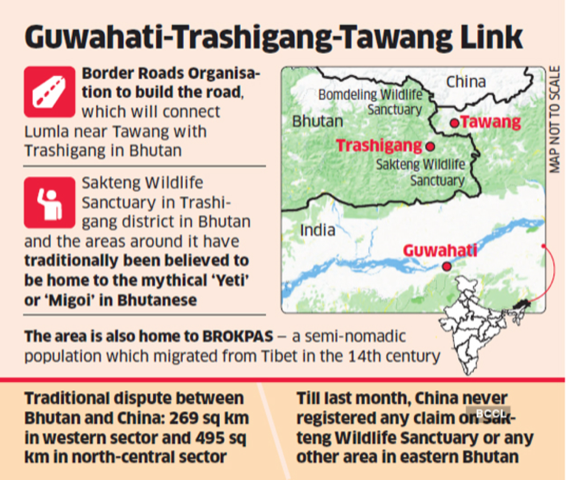 Guwahati-Trashigang-Tawang Link
Border Roads Organisa-
tion to build the road,
which will connect
Lumla near Tawang with
Trashigang in Bhutan
Sakteng Wildlife
Sanctuary in Trashi-
gang district in Bhutan
and the areas around it have
traditionally been believed to
be home to the mythical ‘Yeti’
or ‘Migoi’ in Bhutanese
China
Bomdeling Wildlife
Sanctuary
Bhutan
Tawang
Trashigang
Sakteng Wildlife
Sanctuary
India
Guwahati
MAP NOT TO SCALE
The area is also home to BROKPAS – a semi-nomadic
population which migrated from Tibet in the 14th century
Traditional dispute between
Bhutan and China: 269 sq km
in western sector and 495 sq
km in north-central sector
Till last month, China never
registered any claim on Sak-
teng Wildlife Sanctuary or any
other area in eastern Bhutan
BCCL